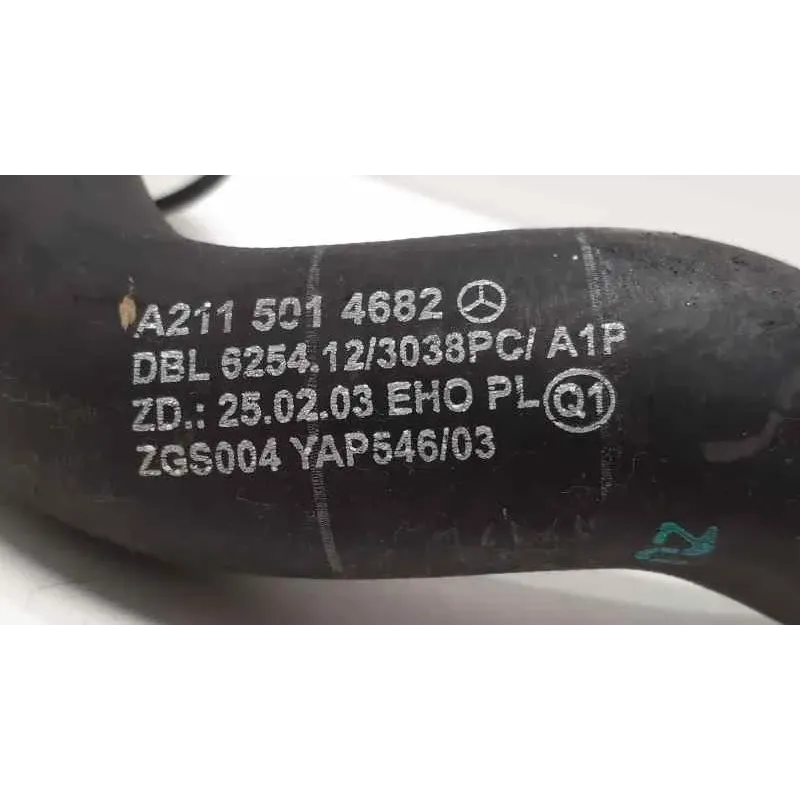 A211 501 4682
DBL 6254.12/3038PC/ A1P
ZD.: 25.02.03 EHO PL Q1
ZGS004 YAP546/03